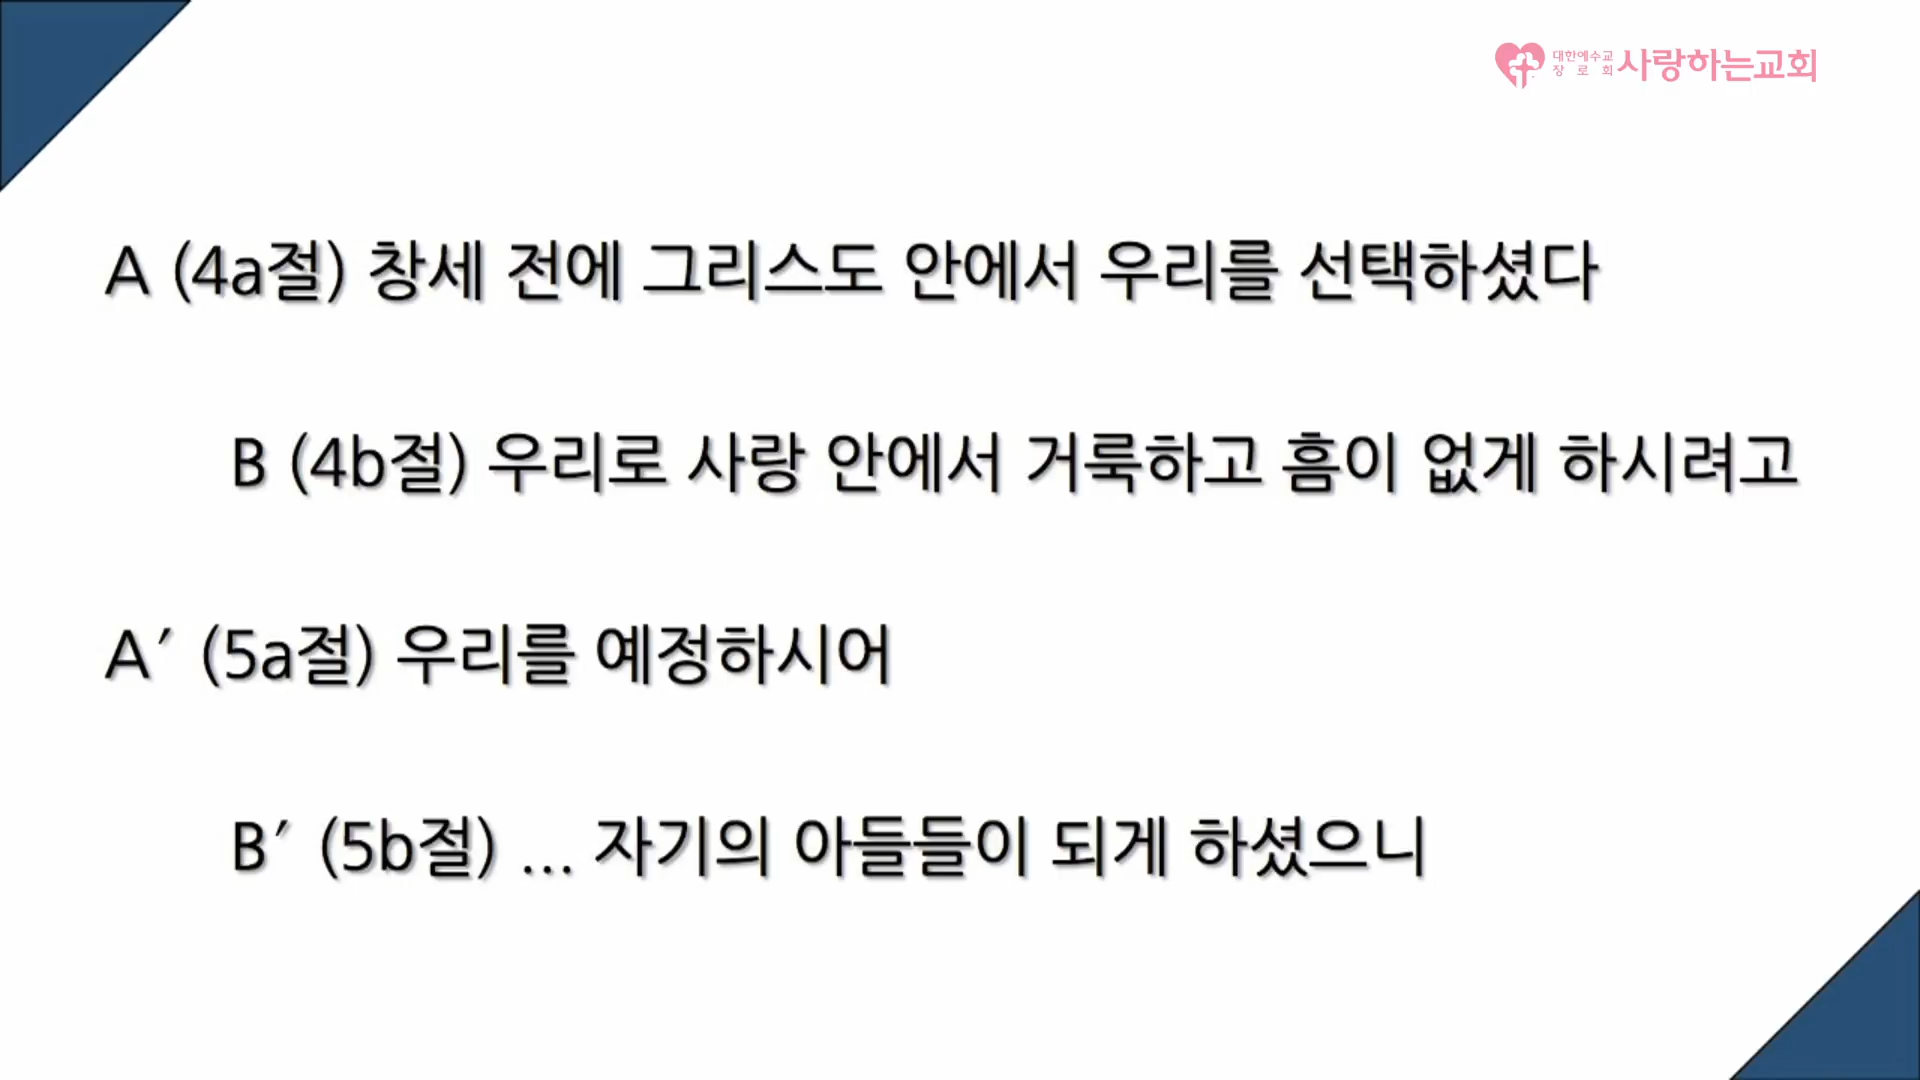 대한예수교
장로회 사랑하는교회
A (4a절) 창세 전에 그리스도 안에서 우리를 선택하셨다
B (4b절) 우리로 사랑 안에서 거룩하고 흠이 없게 하시려고
A′ (5a절) 우리를 예정하시어
B′ (5b절) ... 자기의 아들들이 되게 하셨으니